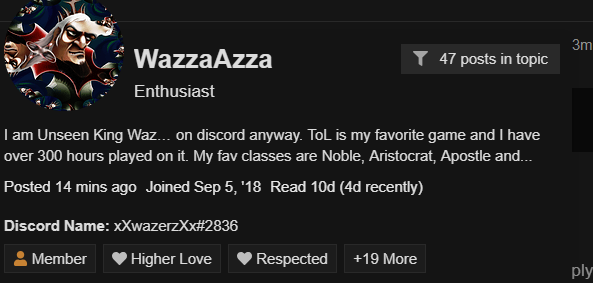 WazzaAzza
47 posts in topic
3m
Enthusiast
I am Unseen King Waz... on discord anyway. ToL is my favorite game and I have
over 300 hours played on it. My fav classes are Noble, Aristocrat, Apostle and...
Posted 14 mins ago Joined Sep 5, '18 Read 10d (4d recently)
Discord Name: xXwazerzXx#2836
Member Higher Love Respected +19 More
ply